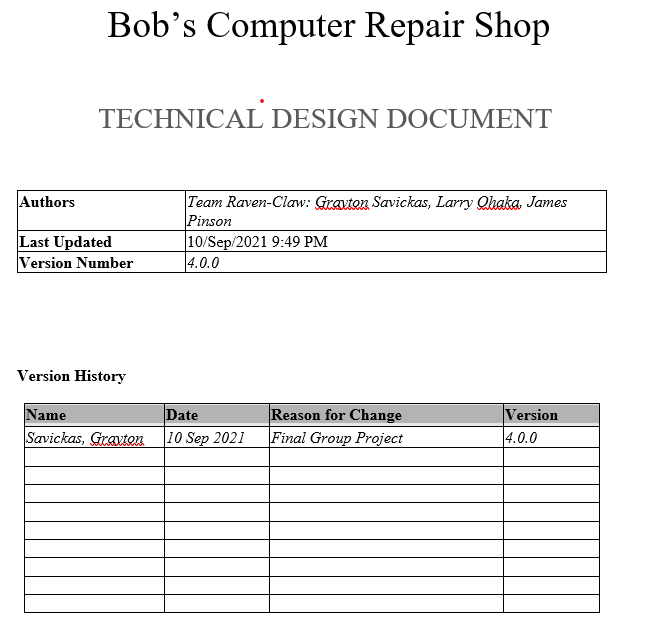 Bob’s Computer Repair Shop
TECHNICAL DESIGN DOCUMENT
Authors Team Raven-Claw: Grayton Savickas, Larry Ohaka, James
Pinson
Last Updated 10/Sep/2021 9:49 PM
Version Number 4.0.0
Version History
Name Date Reason for Change Version
Savickas, Grayton 10 Sep 2021 Final Group Project 4.0.0